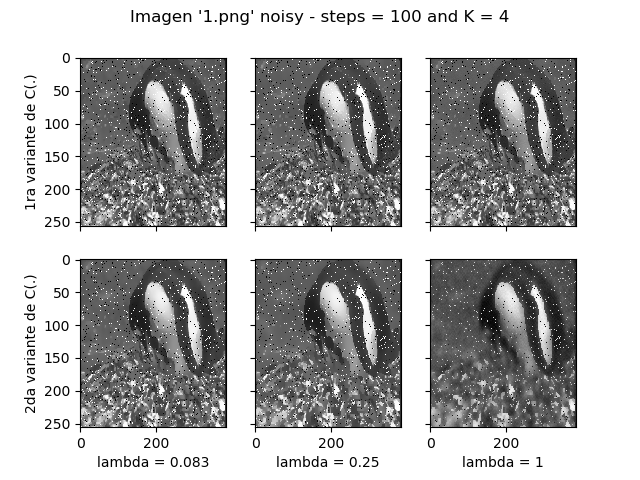 Imagen '1.png' noisy - steps = 100 and K = 4
1ra variante de C(.)
0
50
100
150
200
250
2da variante de C(.)
0
50
100
150
200
250
0 200
0 200
0 200
lambda = 0.083
lambda = 0.25
lambda = 1